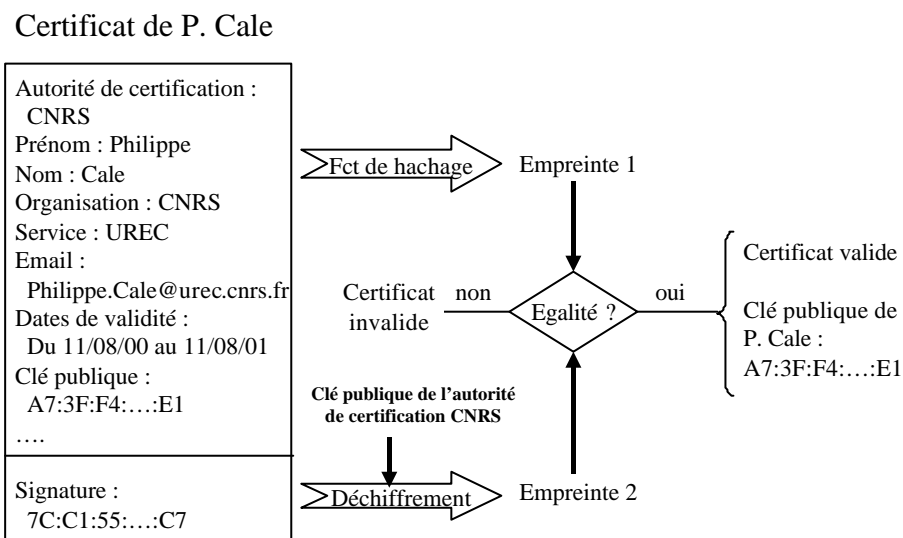 Certificat de P. Cale
Autorité de certification :
CNRS
Prénom : Philippe
Nom : Cale
Organisation : CNRS
Service : UREC
Email :
Philippe.Cale@urec.cnrs.fr
Dates de validité :
Du 11/08/00 au 11/08/01
Clé publique :
A7:3F:F4:…:E1
….
Signature :
7C:C1:55:…:C7
Fct de hachage
Empreinte 1
Certificat
invalide
non
Egalité ?
oui
Certificat valide
Clé publique de
P. Cale :
A7:3F:F4:…:E1
Clé publique de l’autorité
de certification CNRS
Déchiffrement
Empreinte 2